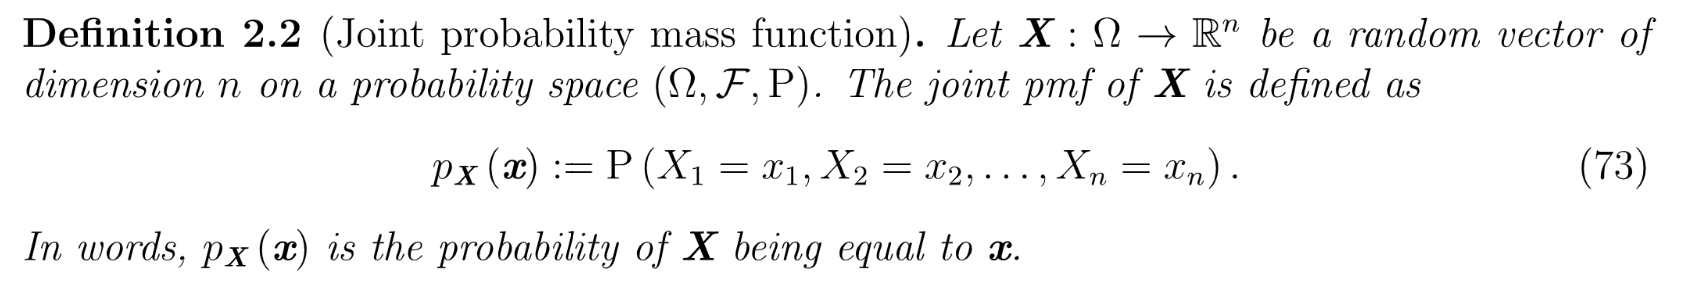 Definition 2.2 (Joint probability mass function). Let X : Ω → ℝⁿ be a random vector of
dimension n on a probability space (Ω, ℱ, P). The joint pmf of X is defined as
p_X (x) := P (X₁ = x₁, X₂ = x₂, . . . , Xₙ = xₙ) . (73)
In words, p_X (x) is the probability of X being equal to x.